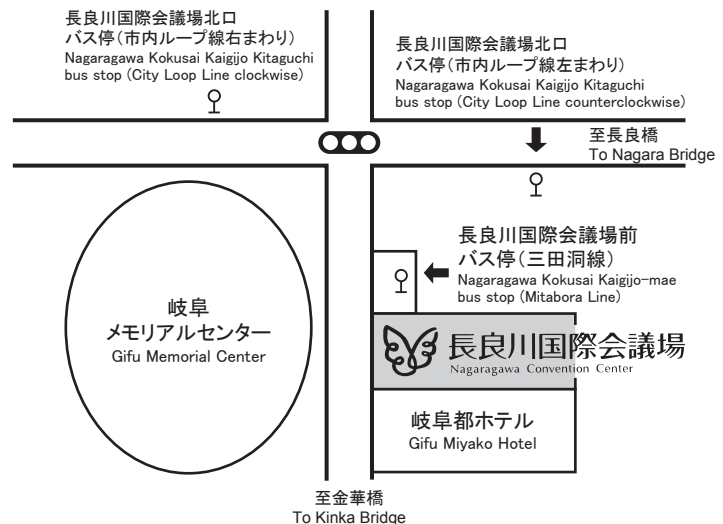 長良川国際会議場北口
バス停（市内ループ線右まわり）
Nagaragawa Kokusai Kaigijo Kitaguchi
bus stop (City Loop Line clockwise)
長良川国際会議場北口
バス停（市内ループ線左まわり）
Nagaragawa Kokusai Kaigijo Kitaguchi
bus stop (City Loop Line counterclockwise)
至長良橋
To Nagara Bridge
長良川国際会議場前
バス停（三田洞線）
Nagaragawa Kokusai Kaigijo-mae
bus stop (Mitabora Line)
岐阜
メモリアルセンター
Gifu Memorial Center
長良川国際会議場
Nagaragawa Convention Center
岐阜都ホテル
Gifu Miyako Hotel
至金華橋
To Kinka Bridge